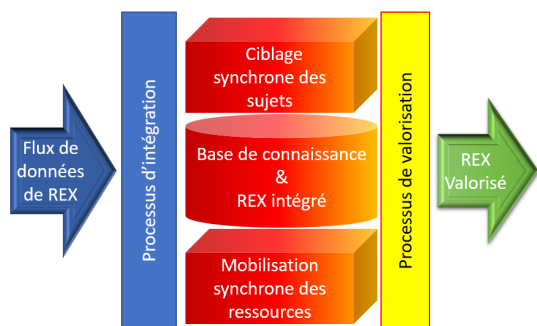 Flux de
données
de REX
Processus d'intégration
Ciblage
synchrone des
sujets
Base de connaissance
&
REX intégré
Mobilisation
synchrone des
ressources
Processus de valorisation
REX
Valorisé